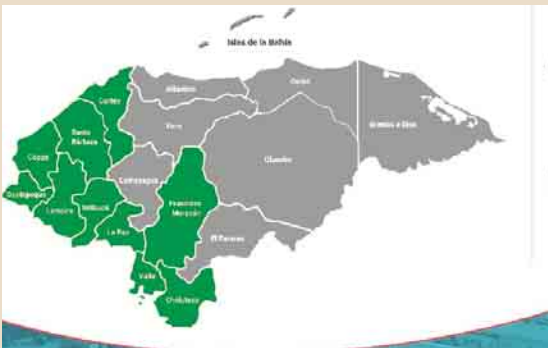 Islas de la Bahía
Cortés
Atlántida
Colón
Santa
Bárbara
Yoro
Gracias a Dios
Copán
Olancho
Comayagua
Ocotepeque
Lempira
Intibucá
Francisco
Morazán
La Paz
El Paraíso
Valle
Choluteca